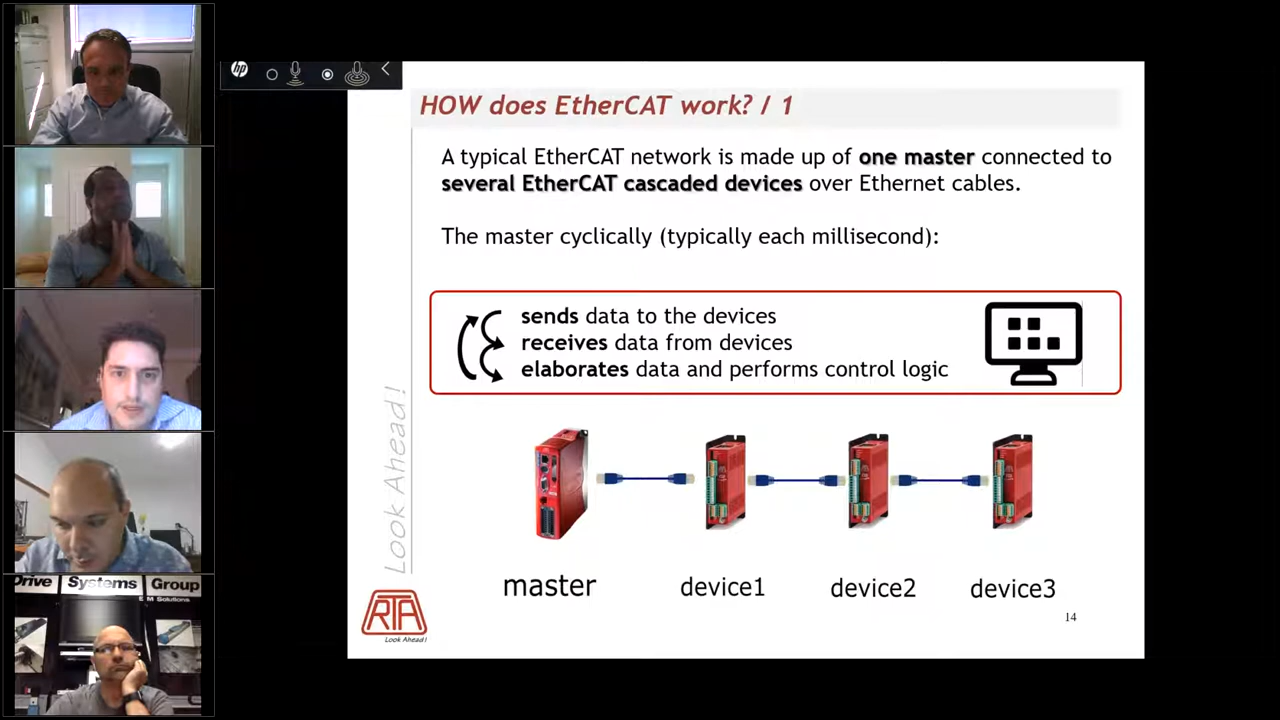 hp
HOW does EtherCAT work? / 1
A typical EtherCAT network is made up of one master connected to
several EtherCAT cascaded devices over Ethernet cables.
The master cyclically (typically each millisecond):
sends data to the devices
receives data from devices
elaborates data and performs control logic
Look Ahead!
master
device1
device2
device3
RTA
Look Ahead!
14
Drive Systems Group